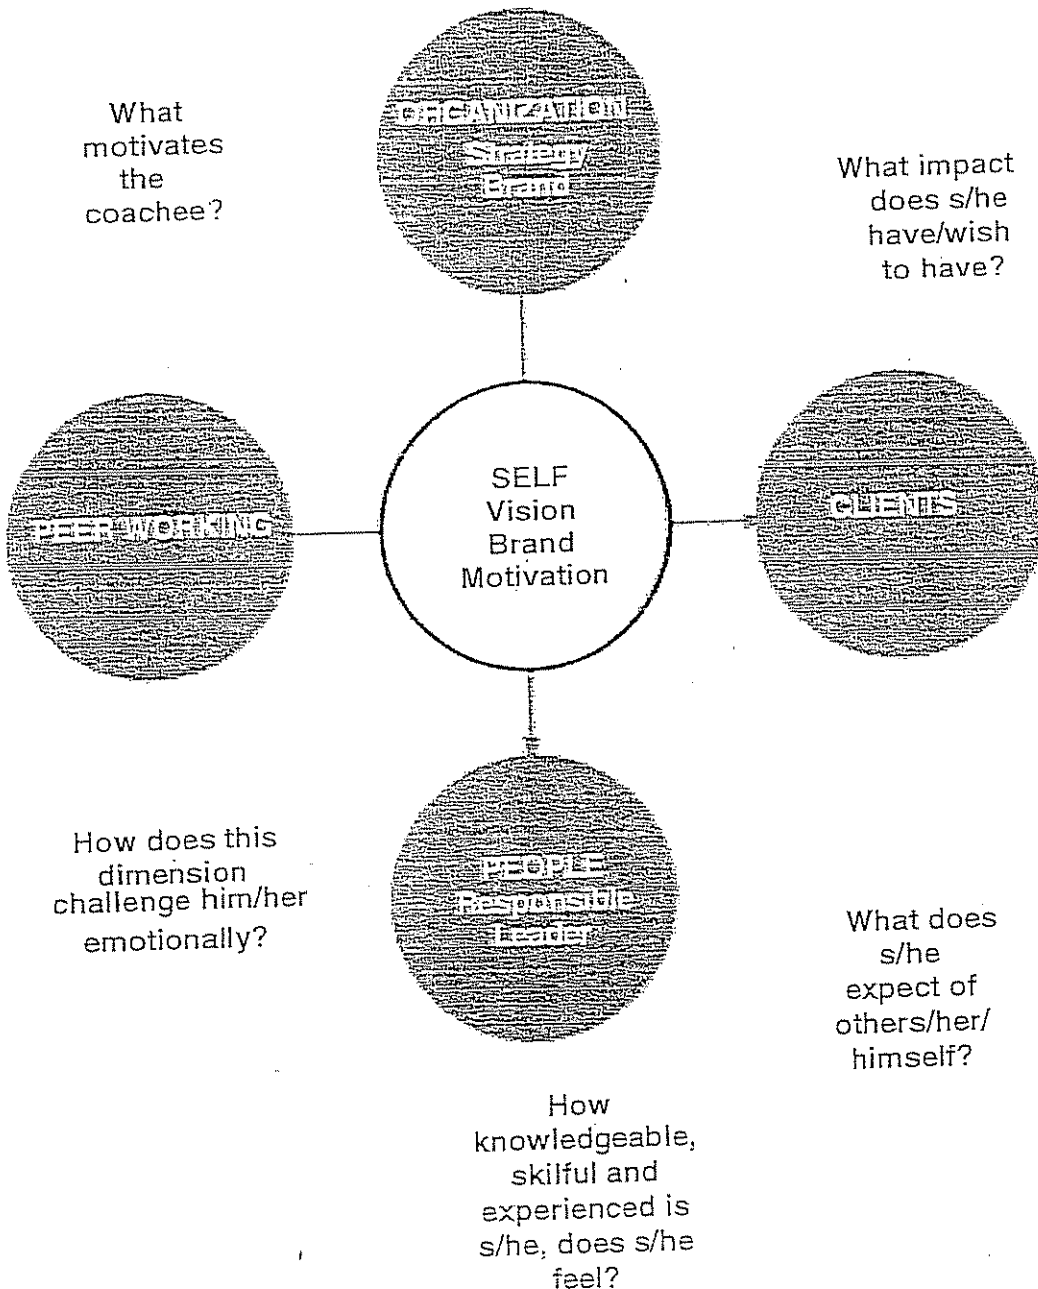 ORGANIZATION
Strategy
Brand
What
motivates
the
coachee?
What impact
does s/he
have/wish
to have?
PEER WORKING
SELF
Vision
Brand
Motivation
CLIENTS
How does this
dimension
challenge him/her
emotionally?
PEOPLE
Responsible
Leader
What does
s/he
expect of
others/her/
himself?
How
knowledgeable,
skilful and
experienced is
s/he, does s/he
feel?